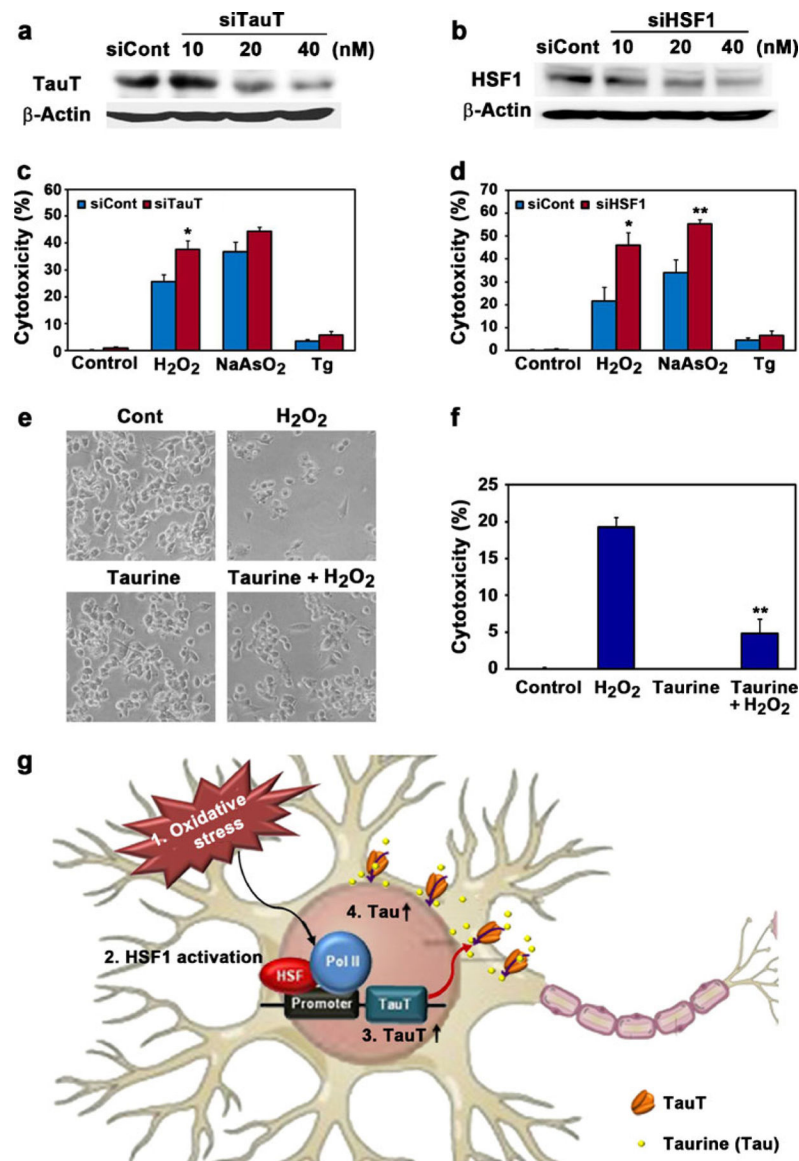 a
siTauT
siCont 10 20 40 (nM)
TauT
β-Actin
b
siHSF1
siCont 10 20 40 (nM)
HSF1
β-Actin
c
siCont siTauT
Cytotoxicity (%)
60
50
40
30
20
10
0
*
Control H2O2 NaAsO2 Tg
d
siCont siHSF1
Cytotoxicity (%)
70
60
50
40
30
20
10
0
* **
Control H2O2 NaAsO2 Tg
e
Cont H2O2
Taurine Taurine + H2O2
f
Cytotoxicity (%)
25
20
15
10
5
0
**
Control H2O2 Taurine Taurine
+ H2O2
g
1. Oxidative
stress
4. Tau↑
2. HSF1 activation
HSF
Pol II
Promoter TauT
3. TauT ↑
TauT
Taurine (Tau)